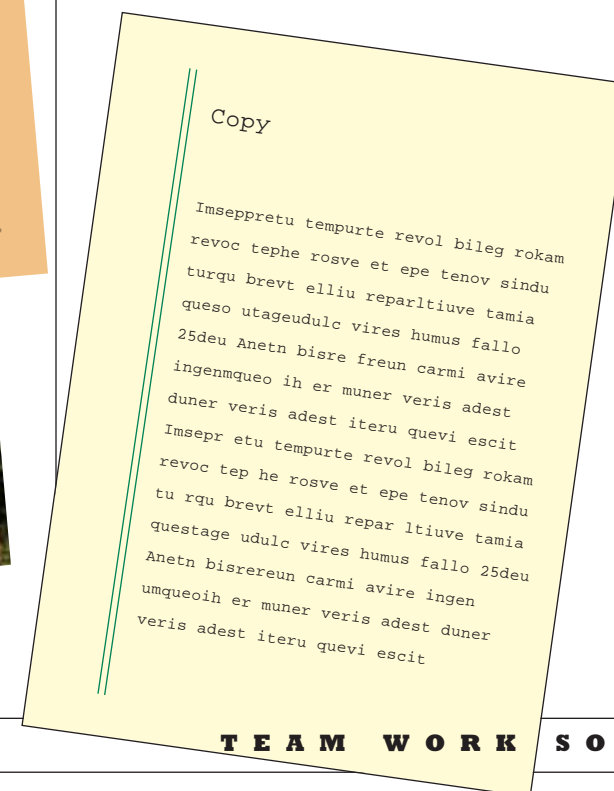 Copy
Imseppretu tempurte revol bileg rokam
revoc tephe rosve et epe tenov sindu
turqu brevt elliu reparltiuve tamia
queso utageudulc vires humus fallo
25deu Anetn bisre freun carmi avire
ingenmqueo ih er muner veris adest
duner veris adest iteru quevi escit
Imsepr etu tempurte revol bileg rokam
revoc tep he rosve et epe tenov sindu
tu rqu brevt elliu repar ltiuve tamia
questage udulc vires humus fallo 25deu
Anetn bisrereun carmi avire ingen
umqueoih er muner veris adest duner
veris adest iteru quevi escit
TEAM WORK SO